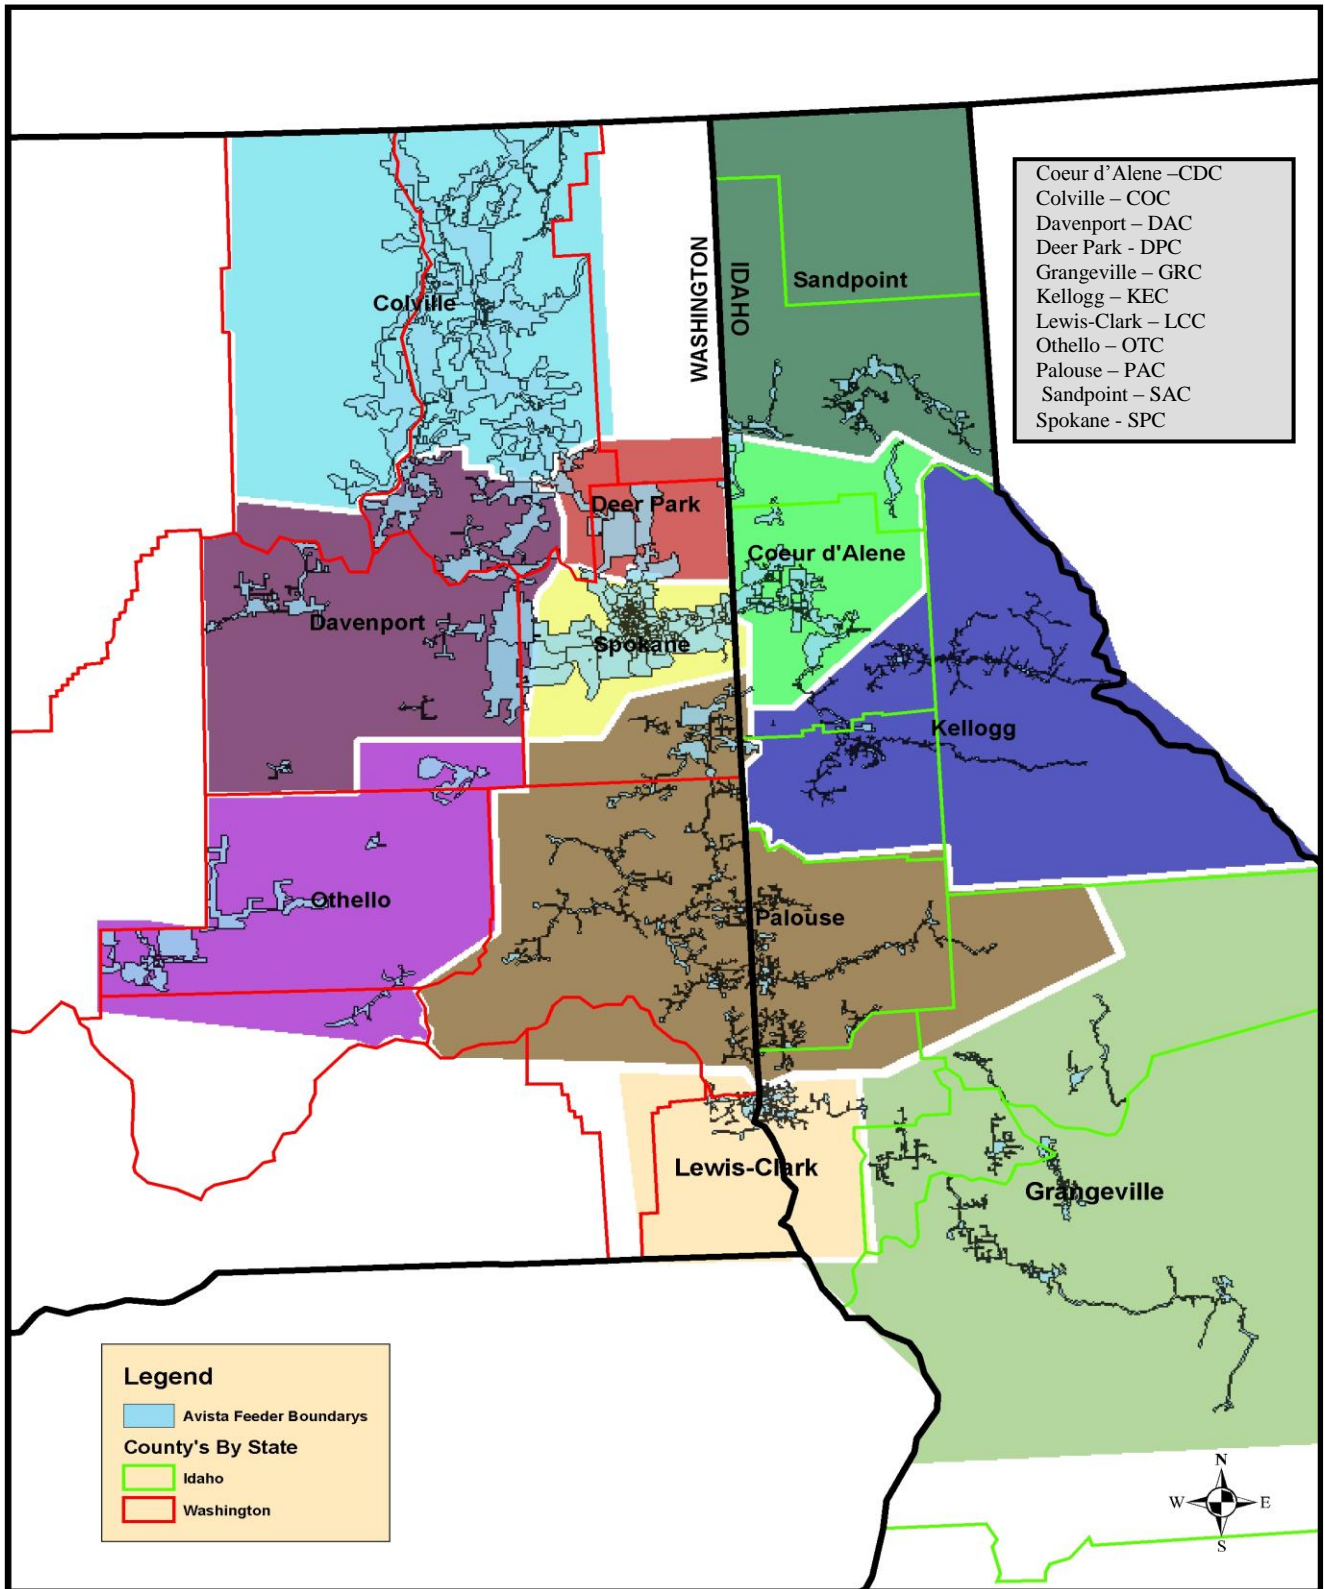 Coeur d'Alene –CDC
Colville – COC
Davenport – DAC
Deer Park - DPC
Grangeville – GRC
Kellogg – KEC
Lewis-Clark – LCC
Othello – OTC
Palouse – PAC
Sandpoint – SAC
Spokane - SPC
WASHINGTON
IDAHO
Sandpoint
Colville
Deer Park
Coeur d'Alene
Davenport
Spokane
Kellogg
Othello
Palouse
Lewis-Clark
Grangeville
Legend
Avista Feeder Boundarys
County's By State
Idaho
Washington
N
W E
S